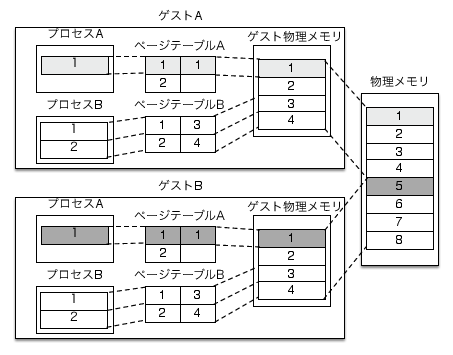 ゲストA
プロセスA
ページテーブルA
ゲスト物理メモリ
1
1 1
2
1
2
3
4
プロセスB
ページテーブルB
1
2
1 3
2 4
物理メモリ
1
2
3
4
5
6
7
8
ゲストB
プロセスA
ページテーブルA
ゲスト物理メモリ
1
1 1
2
1
2
3
4
プロセスB
ページテーブルB
1
2
1 3
2 4